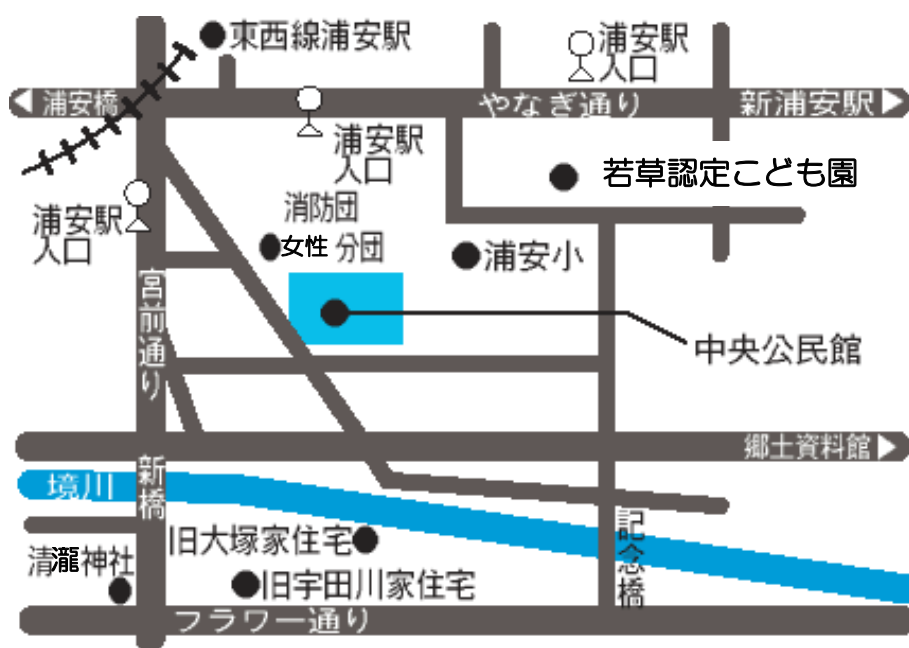 東西線浦安駅
浦安駅
入口
浦安橋
やなぎ通り
新浦安駅
浦安駅
入口
若草認定こども園
浦安駅
入口
消防団
女性分団
浦安小
宮前通り
中央公民館
郷土資料館
新橋
境川
記念橋
旧大塚家住宅
清瀧神社
旧宇田川家住宅
フラワー通り